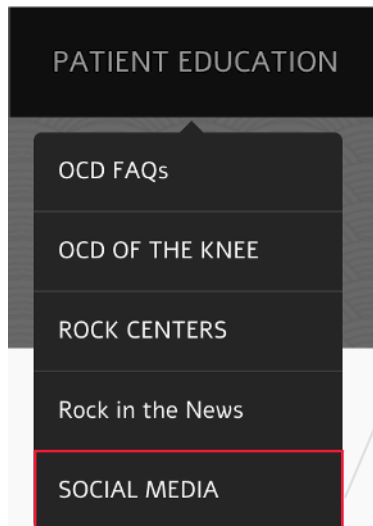 PATIENT EDUCATION
OCD FAQs
OCD OF THE KNEE
ROCK CENTERS
Rock in the News
SOCIAL MEDIA